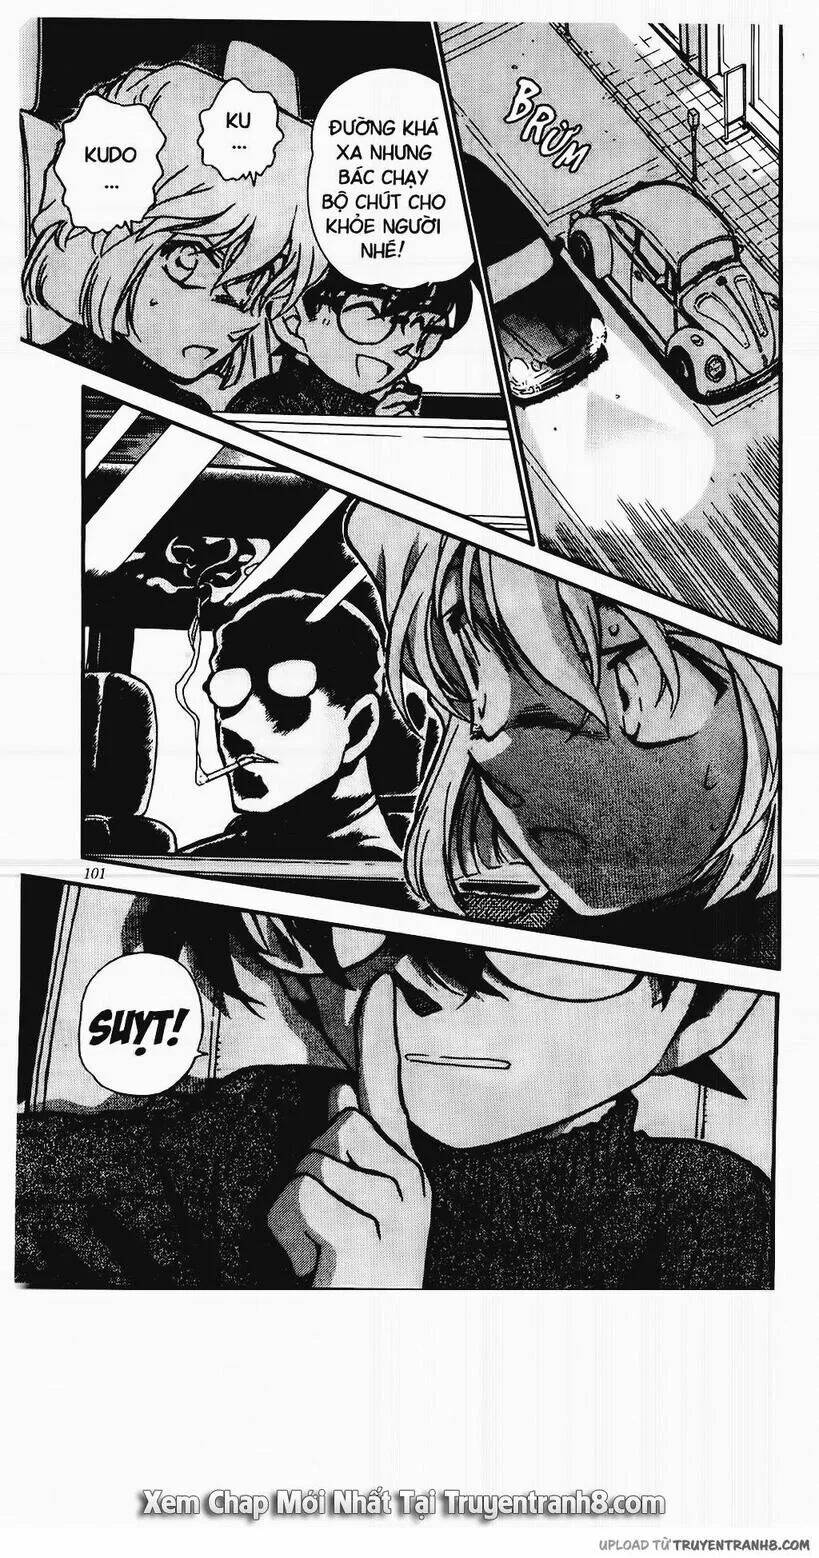 BRỪM
ĐƯỜNG KHÁ
XA NHƯNG
BÁC CHẠY
BỘ CHÚT CHO
KHỎE NGƯỜI
NHÉ!
KU
...
KUDO
...
101
SUỴT!
Xem Chap Mới Nhất Tại Truyentranh8.com
UPLOAD TỪ TRUYENTRANH8.COM